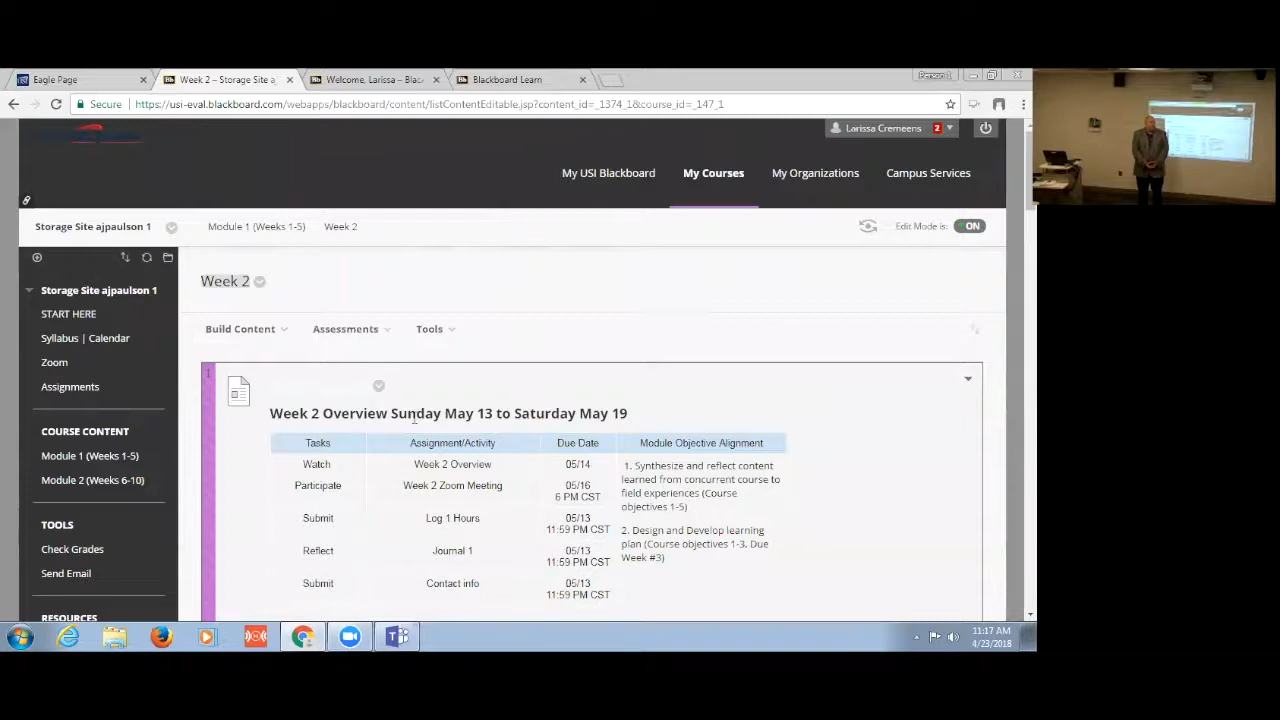 Eagle Page
Week 2 – Storage Site a
Welcome, Larissa – Blac
Blackboard Learn
Person 1
Secure
https://usi-eval.blackboard.com/webapps/blackboard/content/listContentEditable.jsp?content_id=_1374_1&course_id=_147_1
Larissa Cremeens 2
My USI Blackboard
My Courses
My Organizations
Campus Services
Storage Site ajpaulson 1
Module 1 (Weeks 1-5)
Week 2
Edit Mode is: ON
Storage Site ajpaulson 1
START HERE
Syllabus | Calendar
Zoom
Assignments
COURSE CONTENT
Module 1 (Weeks 1-5)
Module 2 (Weeks 6-10)
TOOLS
Check Grades
Send Email
RESOURCES
Week 2
Build Content
Assessments
Tools
1
Week 2 Overview Sunday May 13 to Saturday May 19
Tasks Assignment/Activity Due Date Module Objective Alignment
Watch Week 2 Overview 05/14
Participate Week 2 Zoom Meeting 05/16
6 PM CST
Submit Log 1 Hours 05/13
11:59 PM CST
Reflect Journal 1 05/13
11:59 PM CST
Submit Contact info 05/13
11:59 PM CST
1. Synthesize and reflect content
learned from concurrent course to
field experiences (Course
objectives 1-5)
2. Design and Develop learning
plan (Course objectives 1-3. Due
Week #3)
11:17 AM
4/23/2018